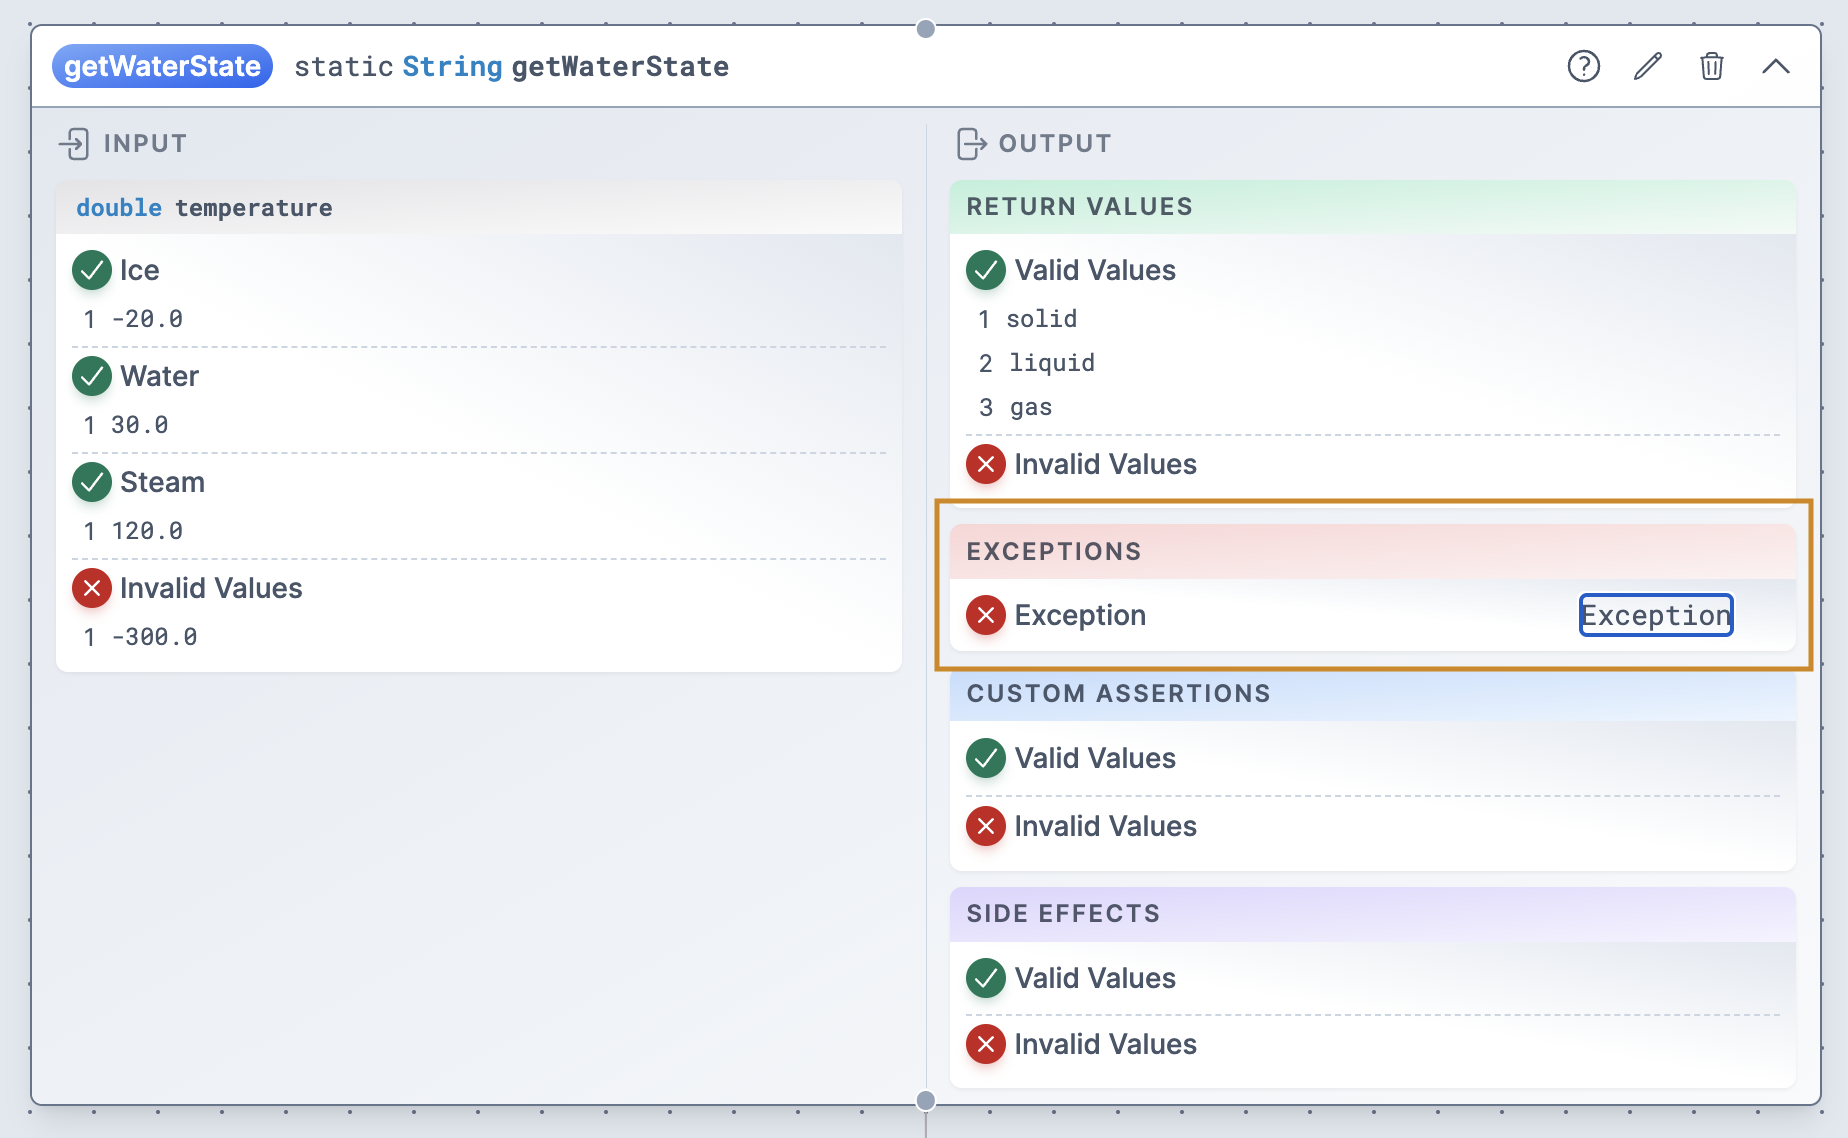 getWaterState static String getWaterState
INPUT
double temperature
Ice
1 -20.0
Water
1 30.0
Steam
1 120.0
Invalid Values
1 -300.0
OUTPUT
RETURN VALUES
Valid Values
1 solid
2 liquid
3 gas
Invalid Values
EXCEPTIONS
Exception Exception
CUSTOM ASSERTIONS
Valid Values
Invalid Values
SIDE EFFECTS
Valid Values
Invalid Values